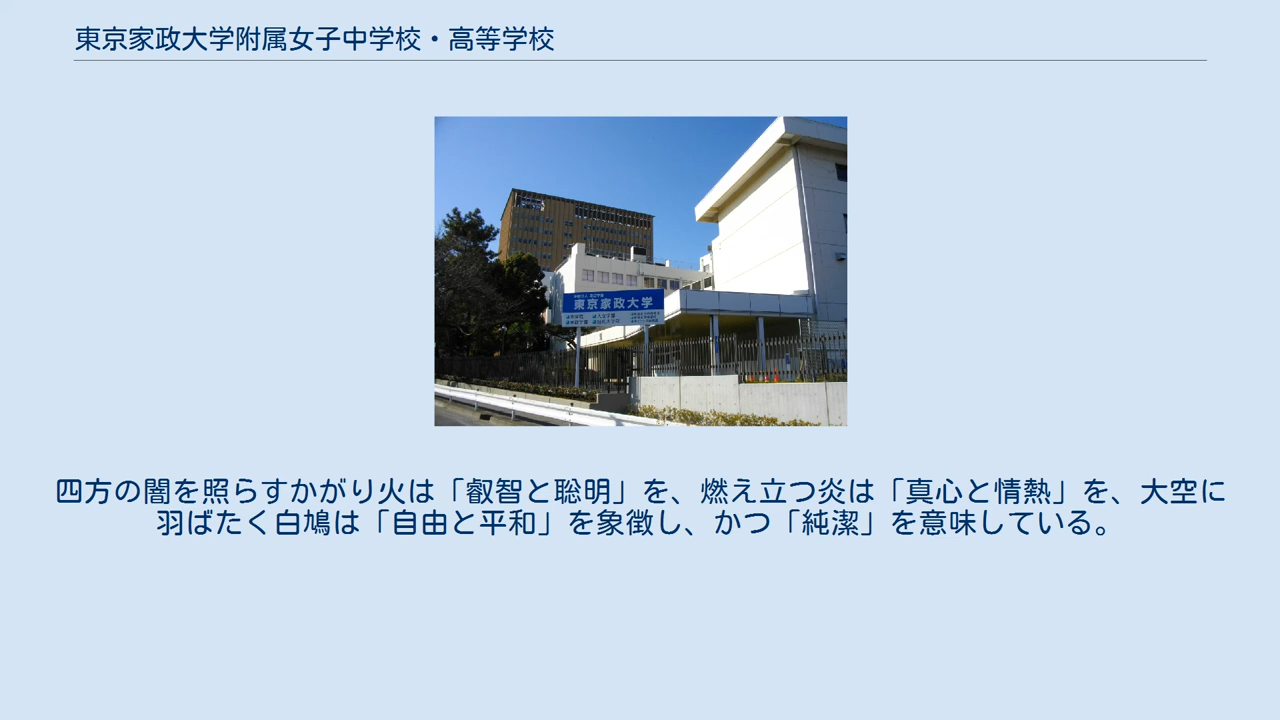 東京家政大学附属女子中学校・高等学校
東京家政大学
四方の闇を照らすかがり火は「叡智と聡明」を、燃え立つ炎は「真心と情熱」を、大空に
羽ばたく白鳩は「自由と平和」を象徴し、かつ「純潔」を意味している。